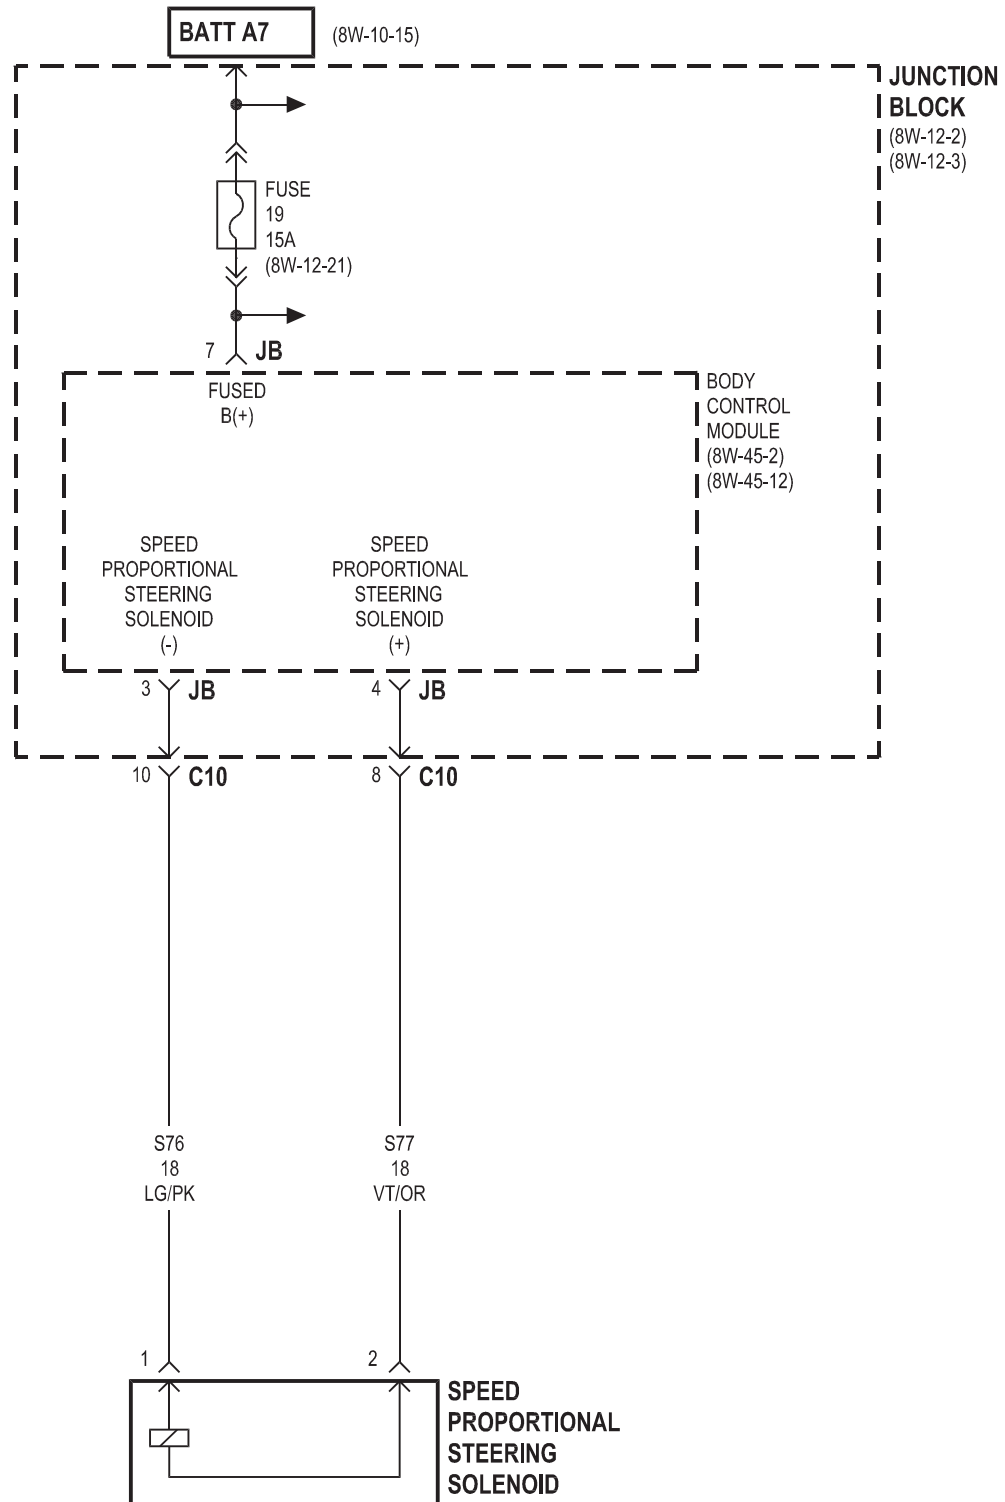 BATT A7 (8W-10-15)
JUNCTION
BLOCK
(8W-12-2)
(8W-12-3)
FUSE
19
15A
(8W-12-21)
7 JB
FUSED
B(+)
BODY
CONTROL
MODULE
(8W-45-2)
(8W-45-12)
SPEED
PROPORTIONAL
STEERING
SOLENOID
(-)
SPEED
PROPORTIONAL
STEERING
SOLENOID
(+)
3 JB
4 JB
10 C10
8 C10
S76
18
LG/PK
S77
18
VT/OR
1
2
SPEED
PROPORTIONAL
STEERING
SOLENOID